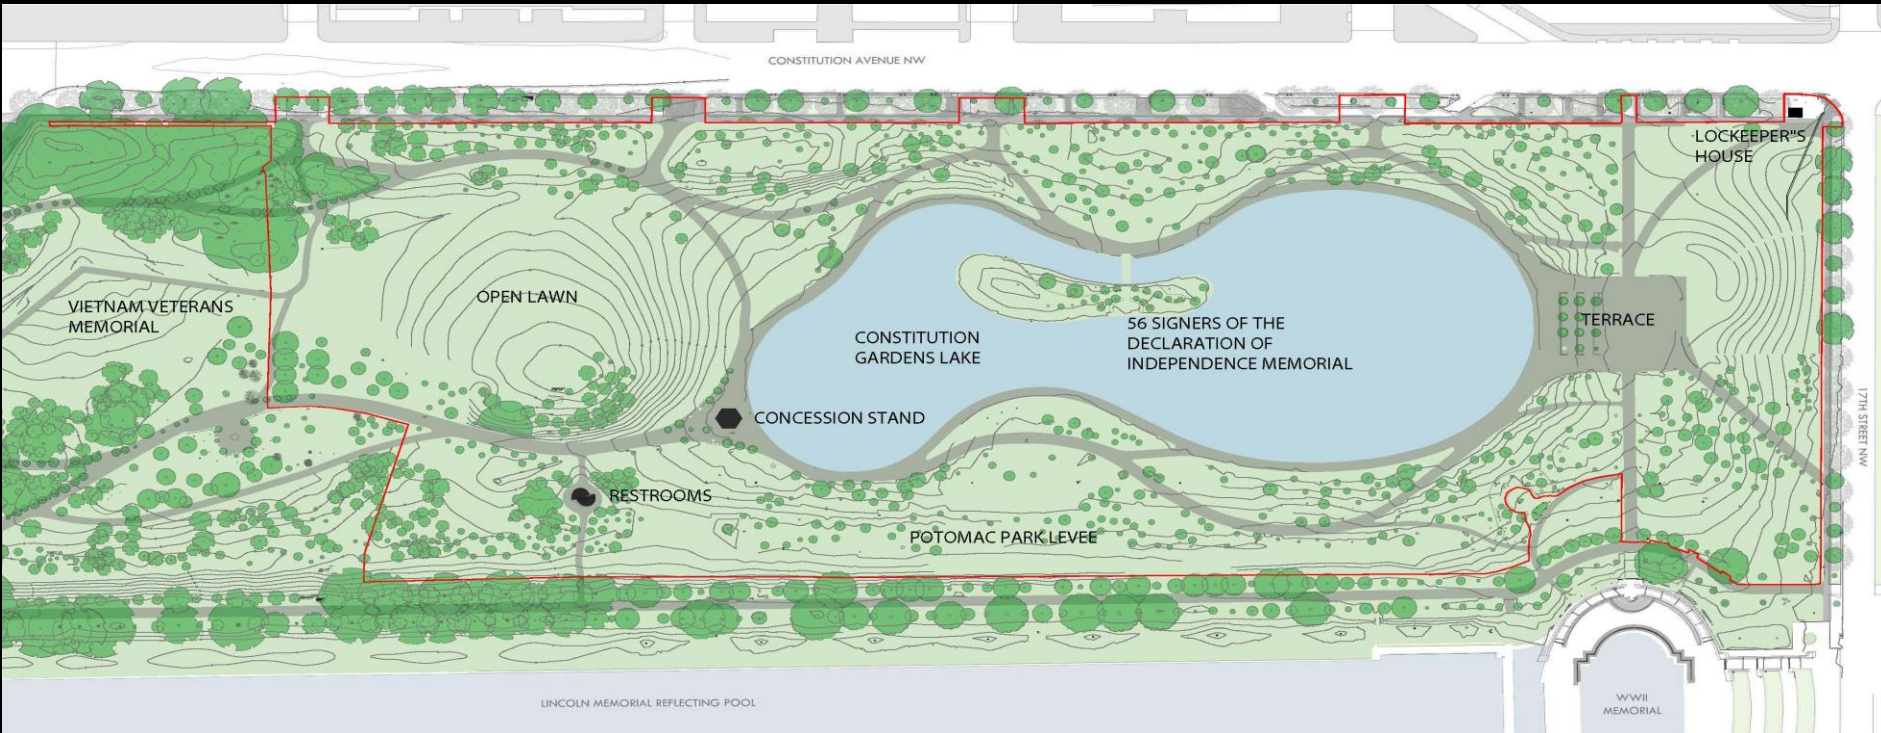 CONSTITUTION AVENUE NW
LOCKEEPER"S
HOUSE
VIETNAM VETERANS
MEMORIAL
OPEN LAWN
CONSTITUTION
GARDENS LAKE
56 SIGNERS OF THE
DECLARATION OF
INDEPENDENCE MEMORIAL
TERRACE
CONCESSION STAND
17TH STREET NW
RESTROOMS
POTOMAC PARK LEVEE
LINCOLN MEMORIAL REFLECTING POOL
WWII
MEMORIAL